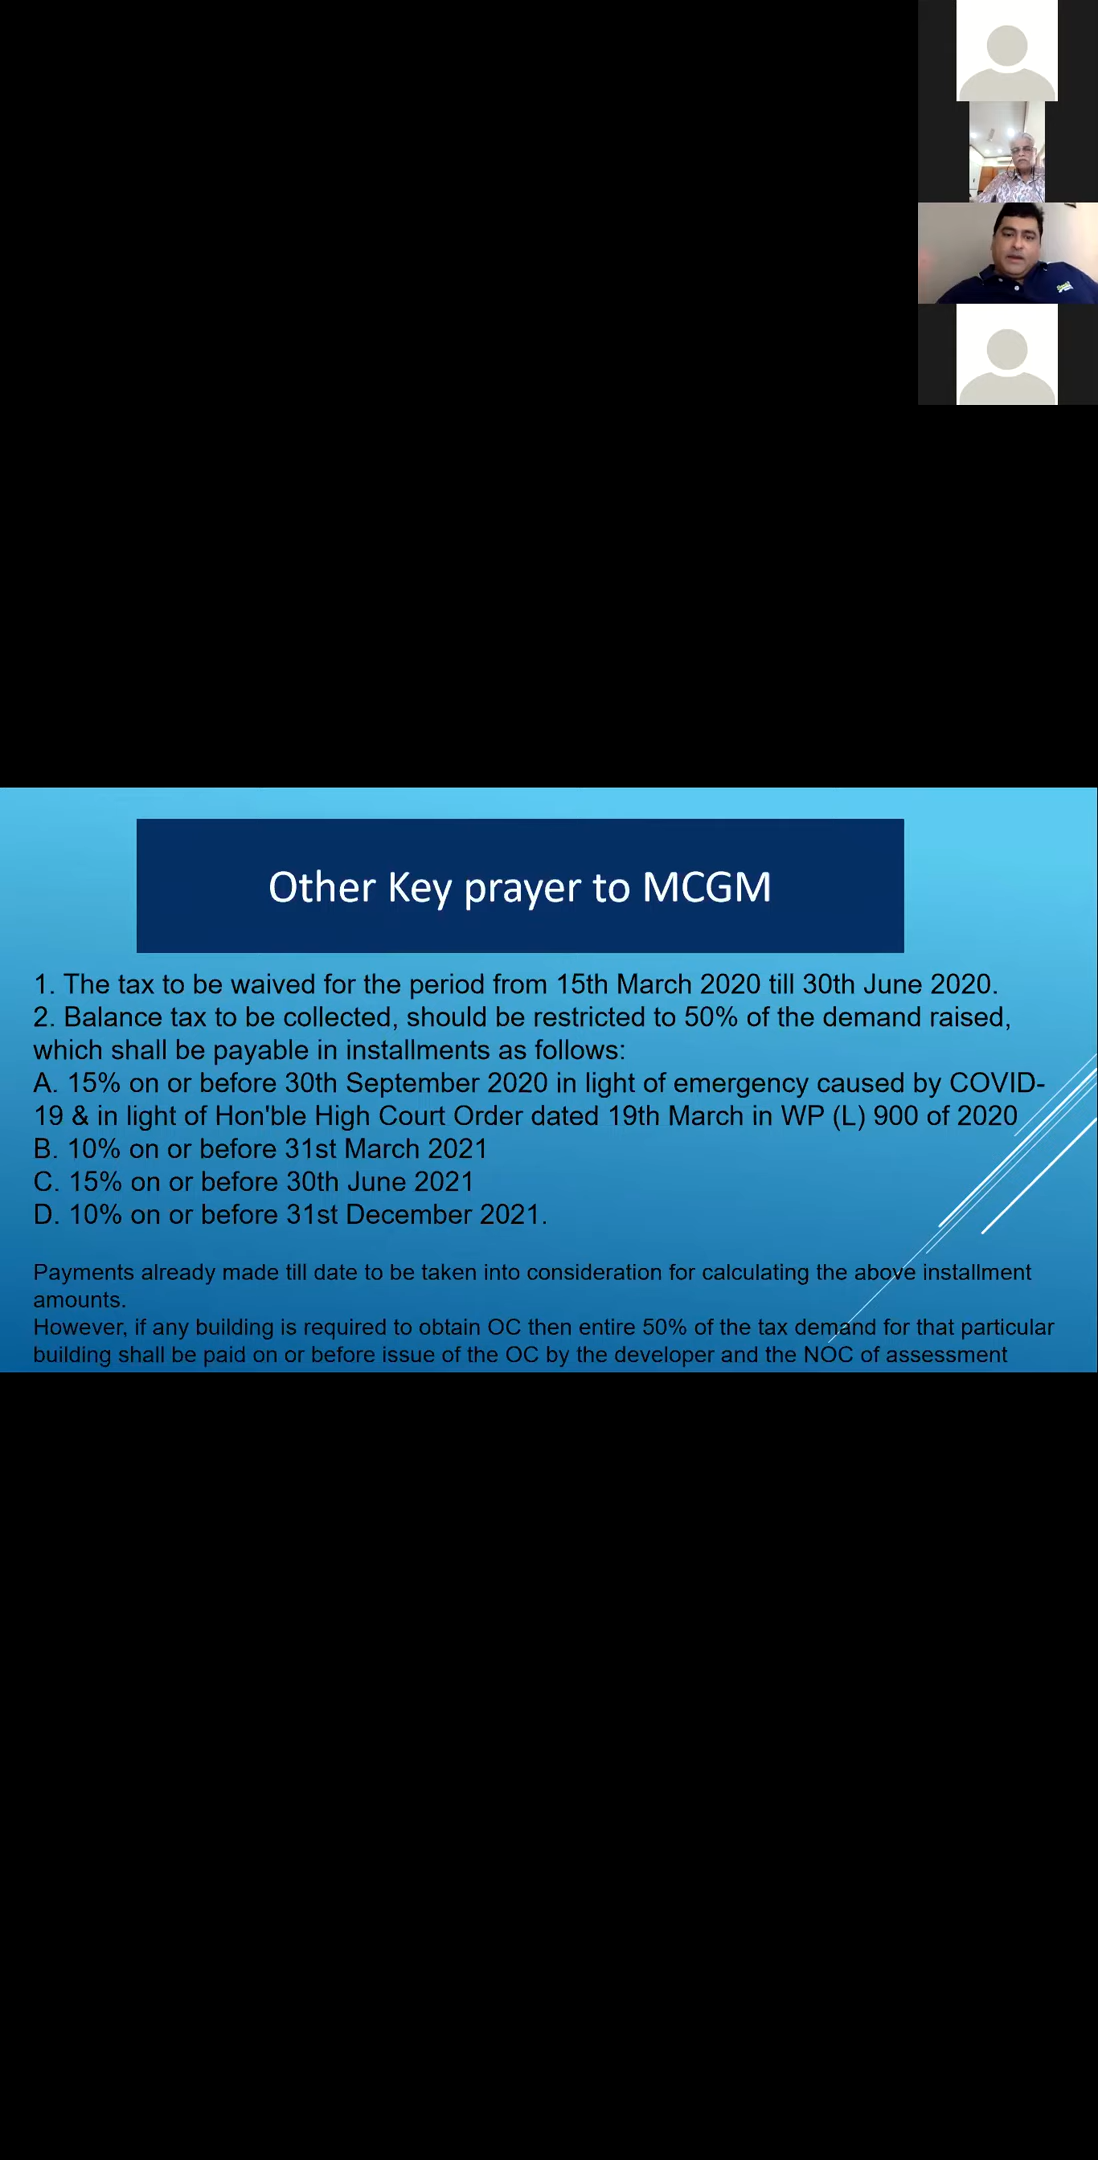 Other Key prayer to MCGM
1. The tax to be waived for the period from 15th March 2020 till 30th June 2020.
2. Balance tax to be collected, should be restricted to 50% of the demand raised,
which shall be payable in installments as follows:
A. 15% on or before 30th September 2020 in light of emergency caused by COVID-
19 & in light of Hon'ble High Court Order dated 19th March in WP (L) 900 of 2020
B. 10% on or before 31st March 2021
C. 15% on or before 30th June 2021
D. 10% on or before 31st December 2021.
Payments already made till date to be taken into consideration for calculating the above installment
amounts.
However, if any building is required to obtain OC then entire 50% of the tax demand for that particular
building shall be paid on or before issue of the OC by the developer and the NOC of assessment